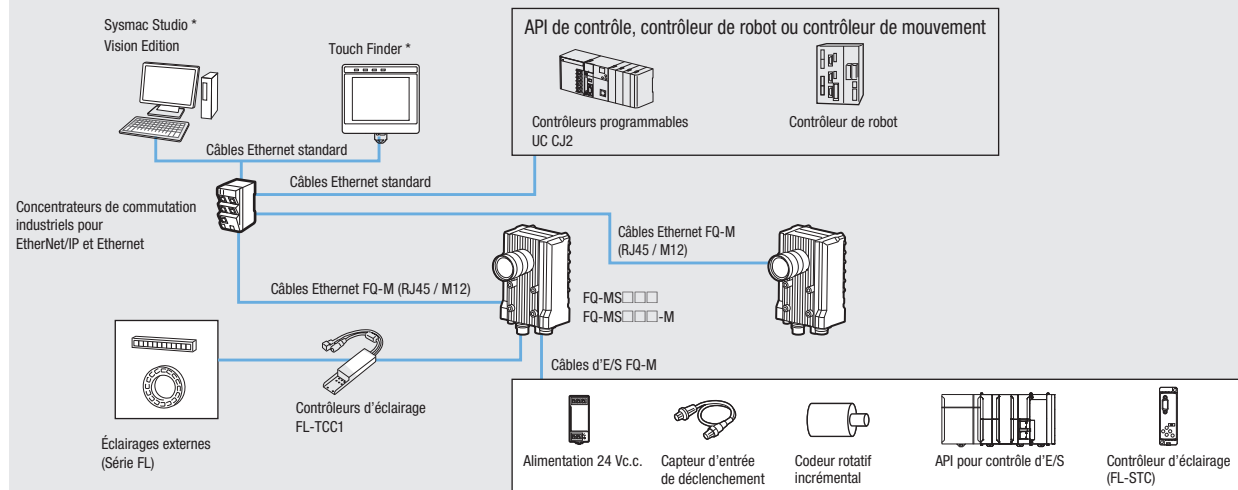 Sysmac Studio *
Vision Edition
Touch Finder *
API de contrôle, contrôleur de robot ou contrôleur de mouvement
Contrôleurs programmables
UC CJ2
Contrôleur de robot
Câbles Ethernet standard
Câbles Ethernet standard
Concentrateurs de commutation
industriels pour
EtherNet/IP et Ethernet
Câbles Ethernet FQ-M
(RJ45 / M12)
Câbles Ethernet FQ-M (RJ45 / M12)
FQ-MS□□□
FQ-MS□□□-M
Câbles d'E/S FQ-M
Contrôleurs d'éclairage
FL-TCC1
Éclairages externes
(Série FL)
Alimentation 24 Vc.c.
Capteur d'entrée
de déclenchement
Codeur rotatif
incrémental
API pour contrôle d'E/S
Contrôleur d'éclairage
(FL-STC)